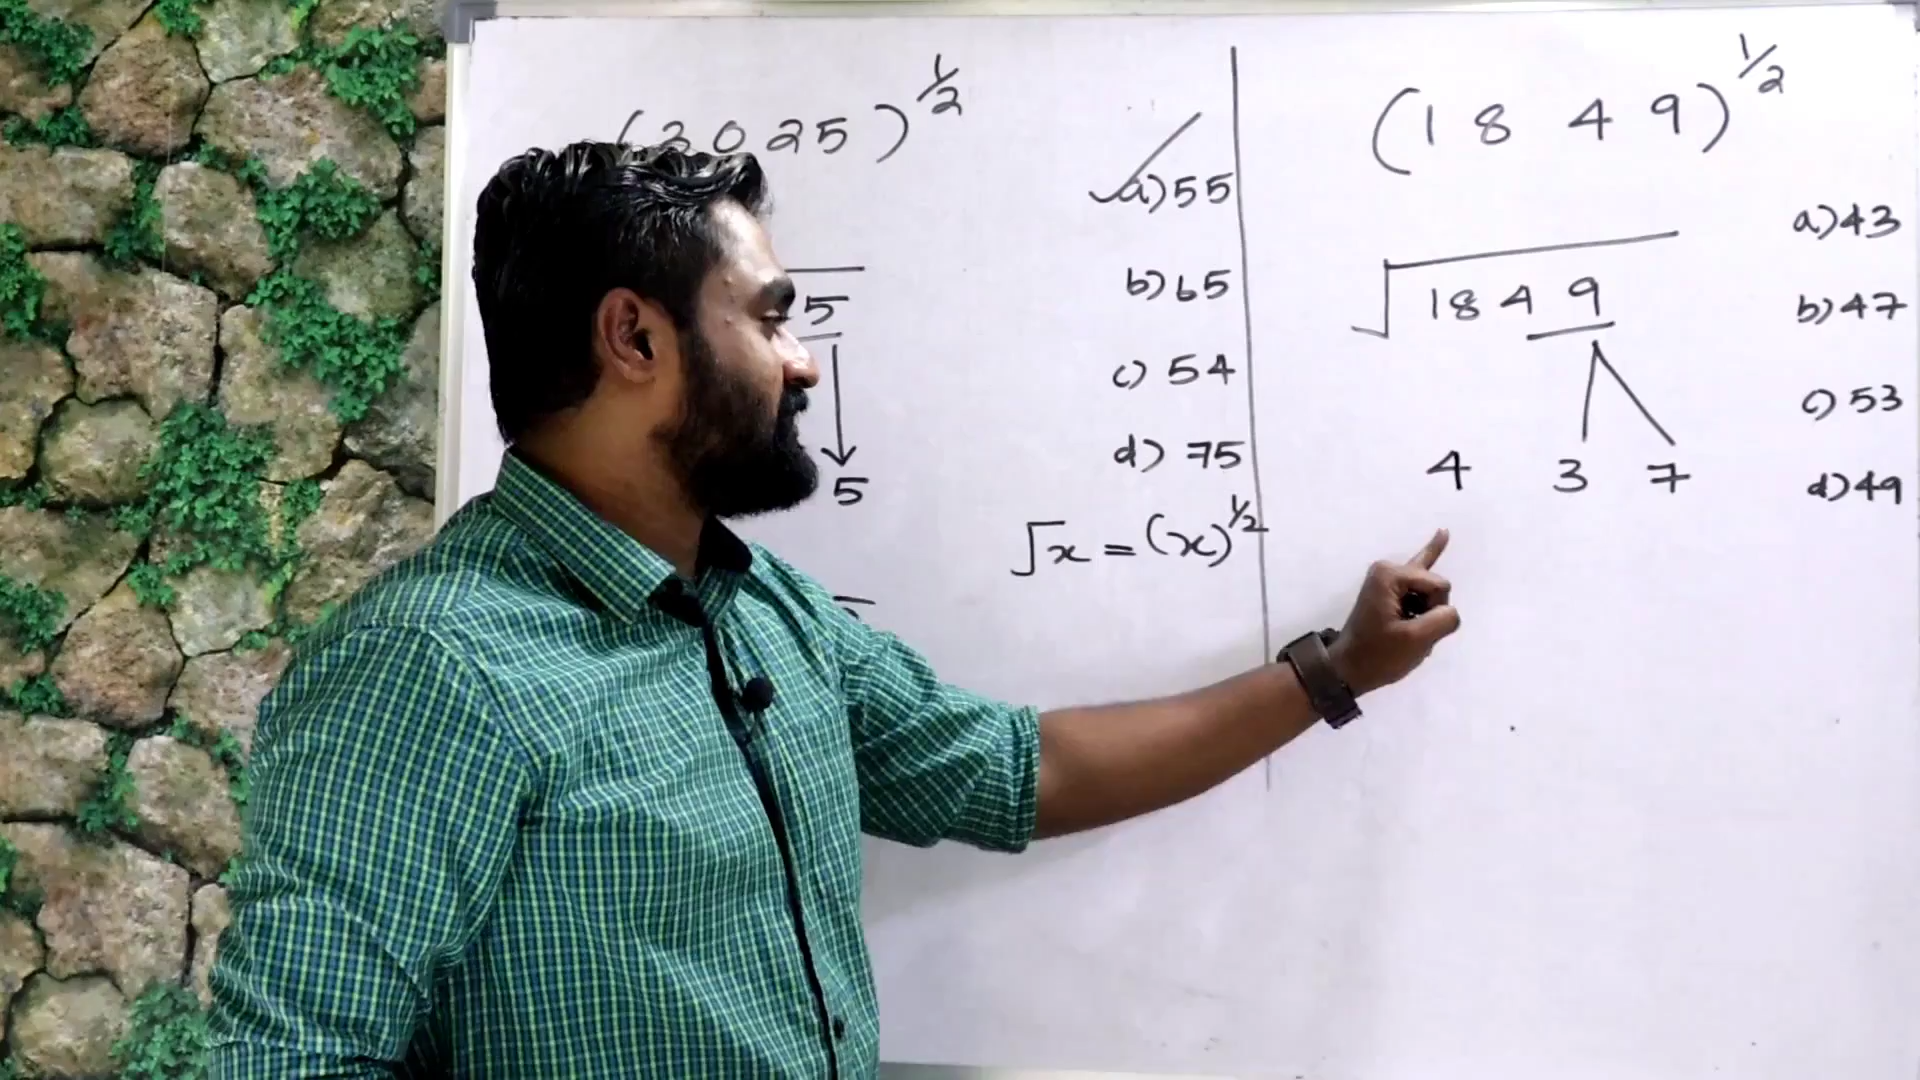 (3025)^½
a) 55
b) 65
c) 54
d) 75
5
5
√x = (x)^½
(1849)^½
√1849
4 3 7
a) 43
b) 47
c) 53
d) 49